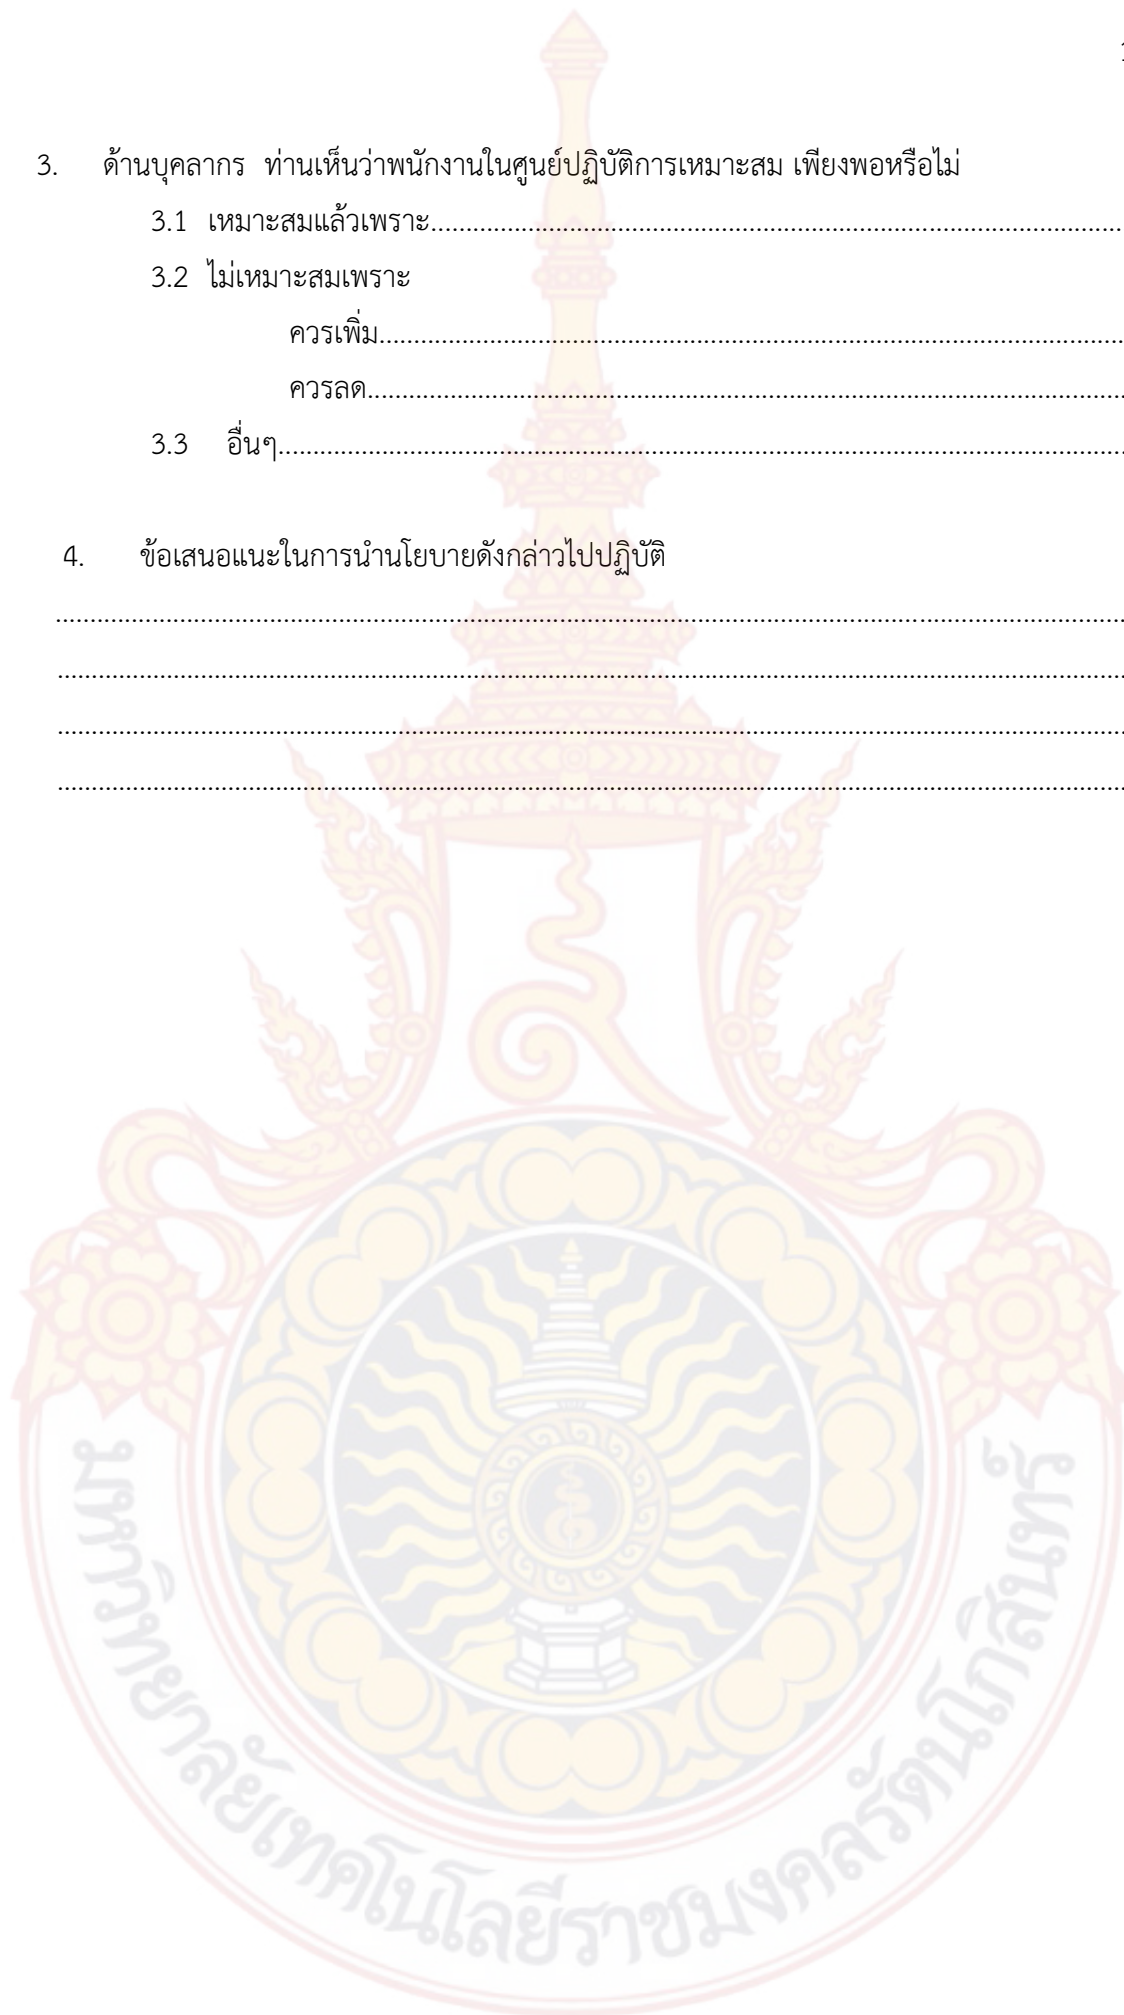 3. ด้านบุคลากร ท่านเห็นว่าพนักงานในศูนย์ปฏิบัติการเหมาะสม เพียงพอหรือไม่
3.1 เหมาะสมแล้วเพราะ....................................................................................................
3.2 ไม่เหมาะสมเพราะ
ควรเพิ่ม............................................................................................................
ควรลด..............................................................................................................
3.3 อื่นๆ...........................................................................................................................
4. ข้อเสนอแนะในการนำนโยบายดังกล่าวไปปฏิบัติ
............................................................................................................................................................
............................................................................................................................................................
............................................................................................................................................................
............................................................................................................................................................
มหาวิทยาลัยเทคโนโลยีราชมงคลรัตนโกสินทร์